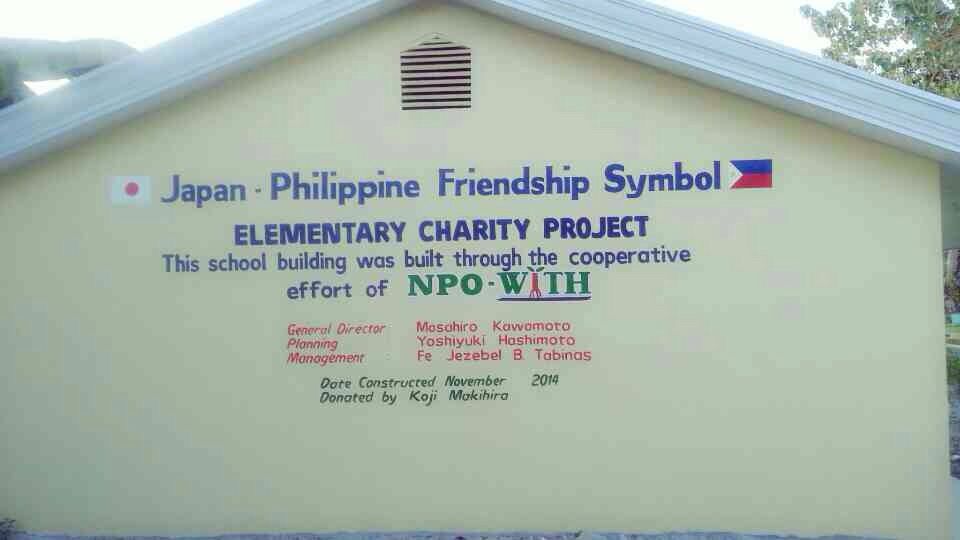 Japan - Philippine Friendship Symbol
ELEMENTARY CHARITY PROJECT
This school building was built through the cooperative
effort of NPO-WITH
General Director Masahiro Kawamoto
Planning Yoshiyuki Hashimoto
Management : Fe Jezebel B. Tabinas
Date Constructed November 2014
Donated by Koji Makihira